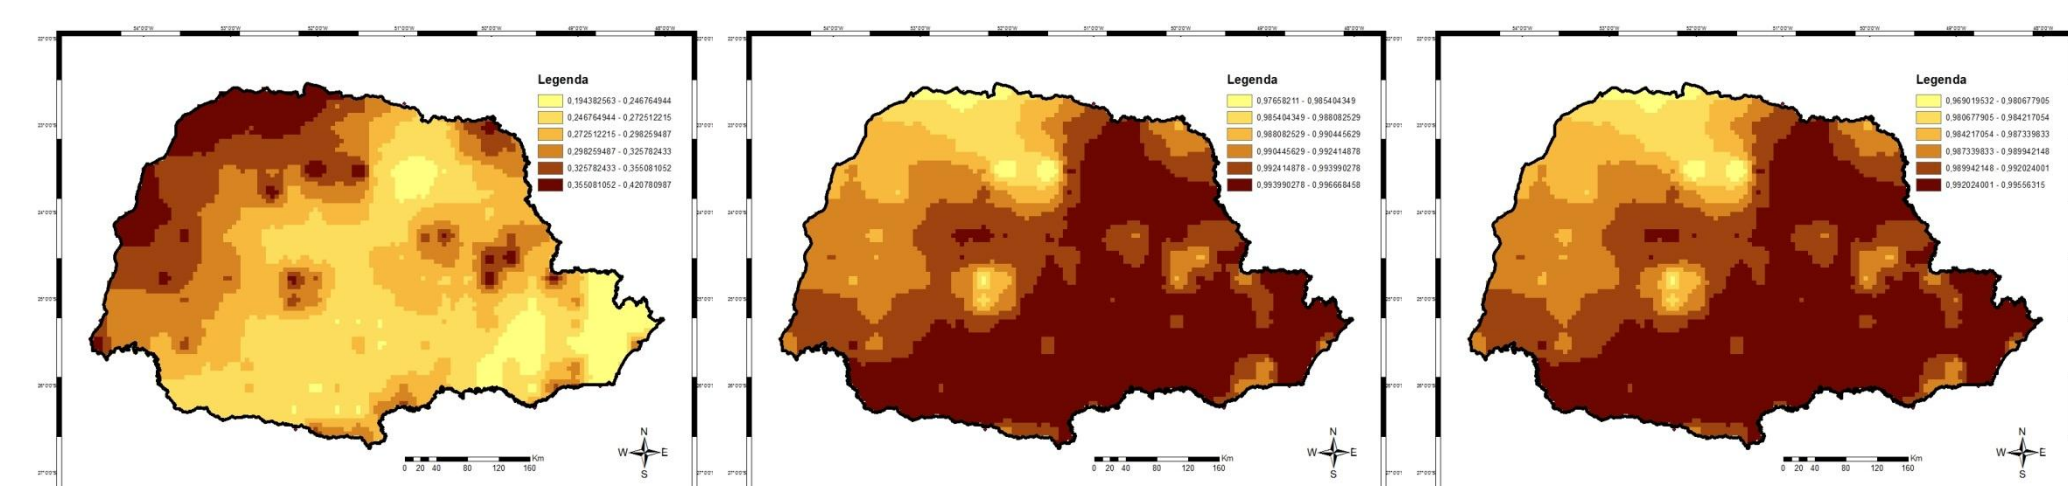 Legenda
0,194382563 - 0,246764944
0,246764944 - 0,272512215
0,272512215 - 0,298259487
0,298259487 - 0,325782433
0,325782433 - 0,355081052
0,355081052 - 0,420780987
N
W E
S
Km
0 20 40 80 120 160
Legenda
0,97658211 - 0,985404349
0,985404349 - 0,988082529
0,988082529 - 0,990445629
0,990445629 - 0,992414878
0,992414878 - 0,993990278
0,993990278 - 0,996668458
N
W E
S
Km
0 20 40 80 120 160
Legenda
0,969019532 - 0,980677905
0,980677905 - 0,984217054
0,984217054 - 0,987339833
0,987339833 - 0,989942148
0,989942148 - 0,992024001
0,992024001 - 0,99556315
N
W E
S
Km
0 20 40 80 120 160